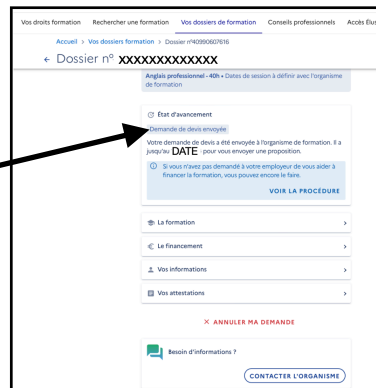 Vos droits formation Rechercher une formation Vos dossiers de formation Conseils professionnels Accès Élus
Accueil > Vos dossiers formation > Dossier n°40990607616
← Dossier n° XXXXXXXXXXXXX
Anglais professionnel - 40h • Dates de session à définir avec l'organisme
de formation
État d'avancement
Demande de devis envoyée
Votre demande de devis a été envoyée à l'organisme de formation. Il a
jusqu'au DATE pour vous envoyer une proposition.
Si vous n'avez pas demandé à votre employeur de vous aider à
financer la formation, vous pouvez encore le faire.
VOIR LA PROCÉDURE
La formation
Le financement
Vos informations
Vos attestations
× ANNULER MA DEMANDE
Besoin d'informations ?
CONTACTER L'ORGANISME